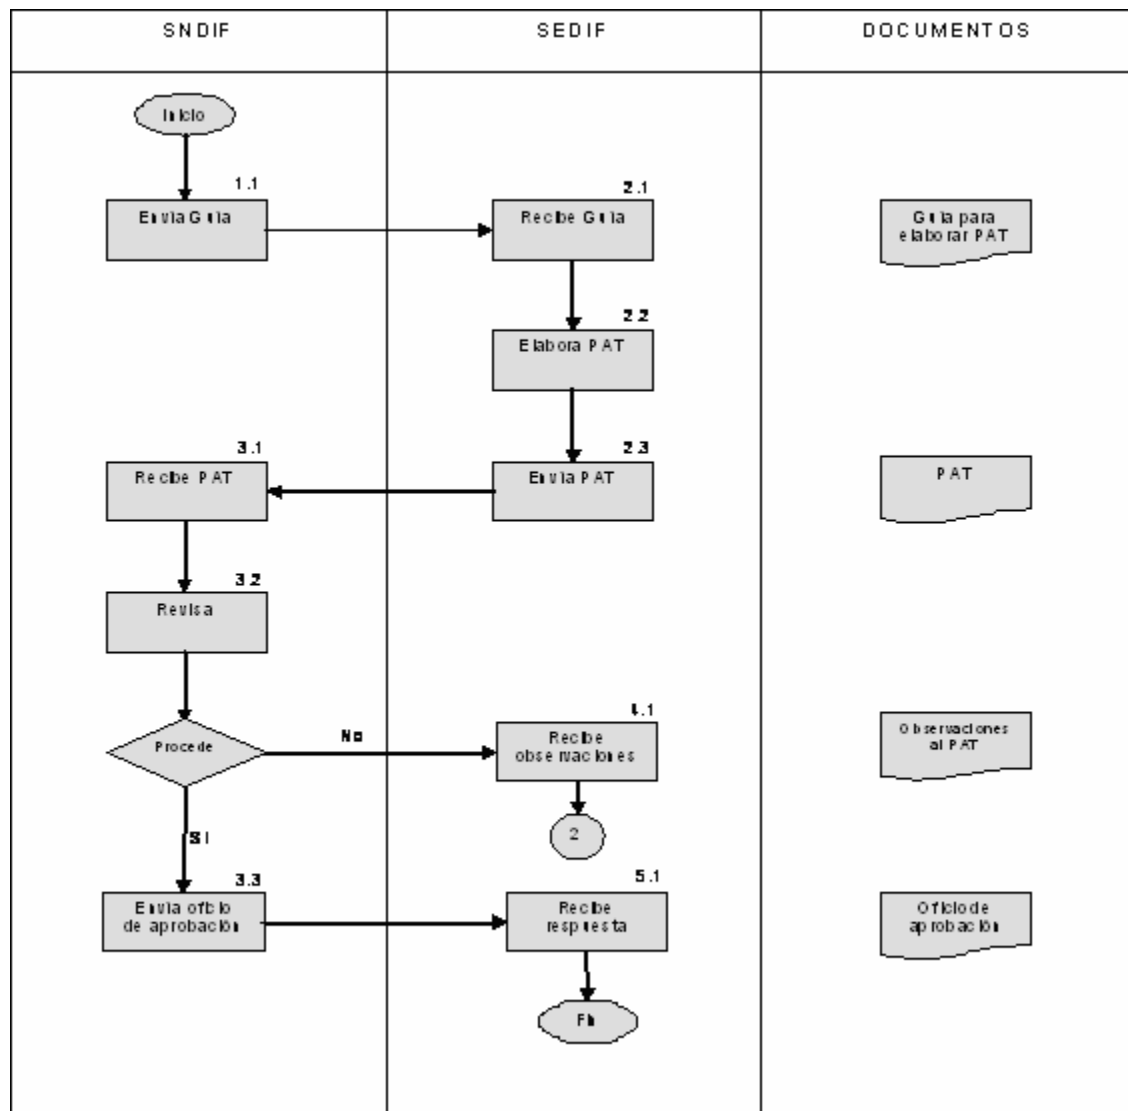 SNDIF
SEDIF
DOCUMENTOS
Inicio
1.1
Envía Guía
2.1
Recibe Guía
Guía para
elaborar PAT
2.2
Elabora PAT
3.1
Recibe PAT
2.3
Envía PAT
PAT
3.2
Revisa
Procede
No
4.1
Recibe
observaciones
Observaciones
al PAT
2
SI
3.3
Envía oficio
de aprobación
5.1
Recibe
respuesta
Oficio de
aprobación
Fin